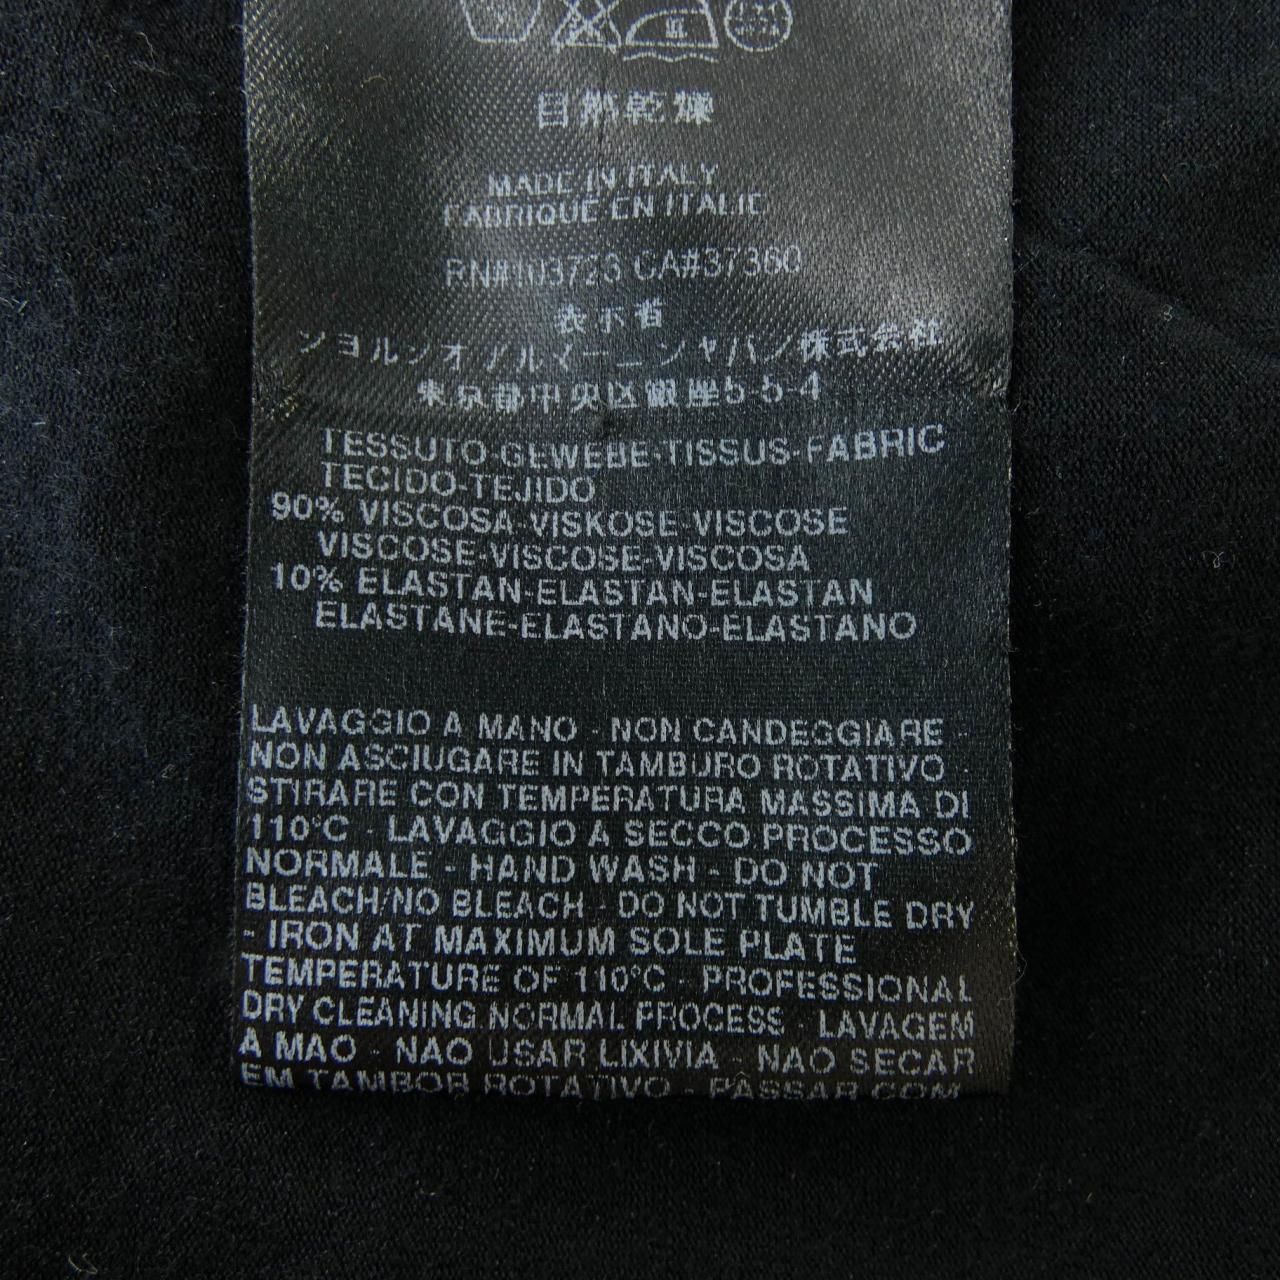 自然乾燥
MADE IN ITALY
FABRIQUE EN ITALIE
RN#103723 CA#37360
表示者
ジョルジオ アルマーニ ジャパン株式会社
東京都中央区銀座5-5-4
TESSUTO-GEWEBE-TISSUS-FABRIC
TECIDO-TEJIDO
90% VISCOSA-VISKOSE-VISCOSE
VISCOSE-VISCOSE-VISCOSA
10% ELASTAN-ELASTAN-ELASTAN
ELASTANE-ELASTANO-ELASTANO
LAVAGGIO A MANO - NON CANDEGGIARE -
NON ASCIUGARE IN TAMBURO ROTATIVO -
STIRARE CON TEMPERATURA MASSIMA DI
110°C - LAVAGGIO A SECCO PROCESSO
NORMALE - HAND WASH - DO NOT
BLEACH/NO BLEACH - DO NOT TUMBLE DRY
- IRON AT MAXIMUM SOLE PLATE
TEMPERATURE OF 110°C - PROFESSIONAL
DRY CLEANING NORMAL PROCESS - LAVAGEM
A MAO - NAO USAR LIXIVIA - NAO SECAR
EM TAMBOR ROTATIVO - PASSAR COM